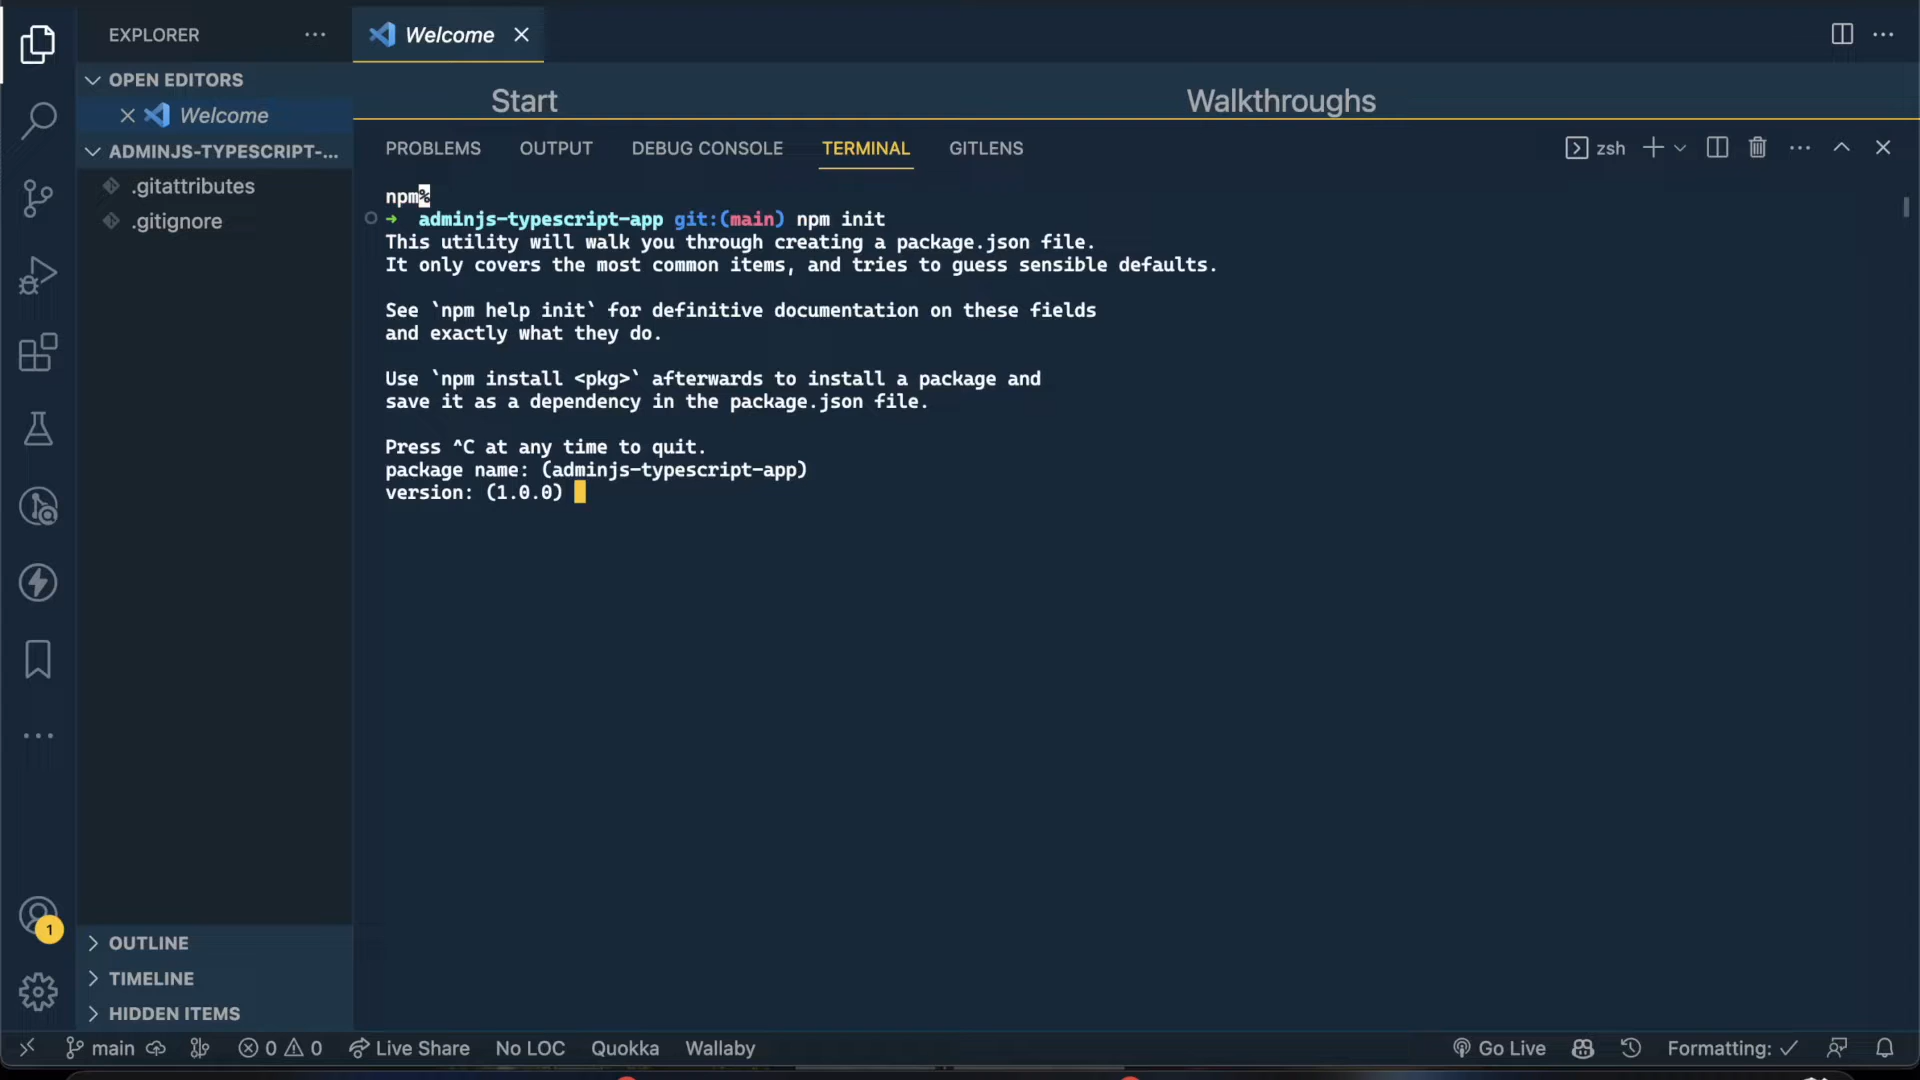 EXPLORER
Welcome
OPEN EDITORS
Welcome
ADMINJS-TYPESCRIPT-...
.gitattributes
.gitignore
Start
Walkthroughs
PROBLEMS OUTPUT DEBUG CONSOLE TERMINAL GITLENS
zsh
npm%
→ adminjs-typescript-app git:(main) npm init
This utility will walk you through creating a package.json file.
It only covers the most common items, and tries to guess sensible defaults.
See `npm help init` for definitive documentation on these fields
and exactly what they do.
Use `npm install <pkg>` afterwards to install a package and
save it as a dependency in the package.json file.
Press ^C at any time to quit.
package name: (adminjs-typescript-app)
version: (1.0.0)
1
OUTLINE
TIMELINE
HIDDEN ITEMS
main 0 0 Live Share No LOC Quokka Wallaby Go Live Formatting: ✓